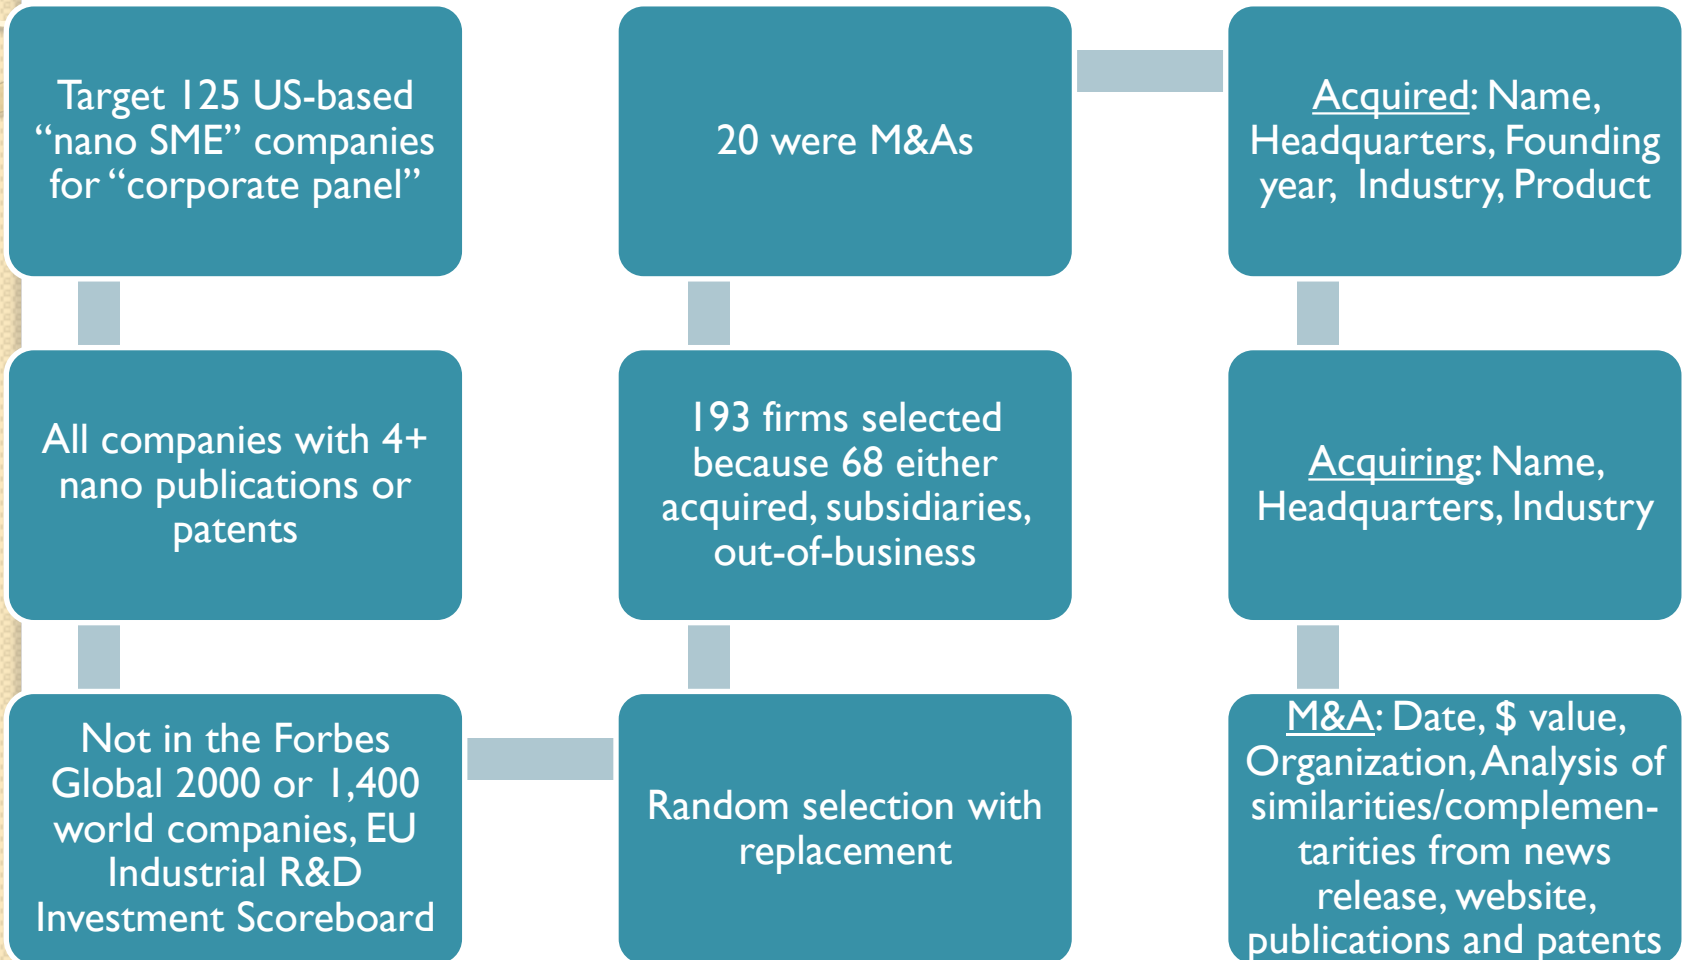 Target 125 US-based
“nano SME” companies
for “corporate panel”
All companies with 4+
nano publications or
patents
Not in the Forbes
Global 2000 or 1,400
world companies, EU
Industrial R&D
Investment Scoreboard
Random selection with
replacement
193 firms selected
because 68 either
acquired, subsidiaries,
out-of-business
20 were M&As
Acquired: Name,
Headquarters, Founding
year, Industry, Product
Acquiring: Name,
Headquarters, Industry
M&A: Date, $ value,
Organization, Analysis of
similarities/complemen-
tarities from news
release, website,
publications and patents